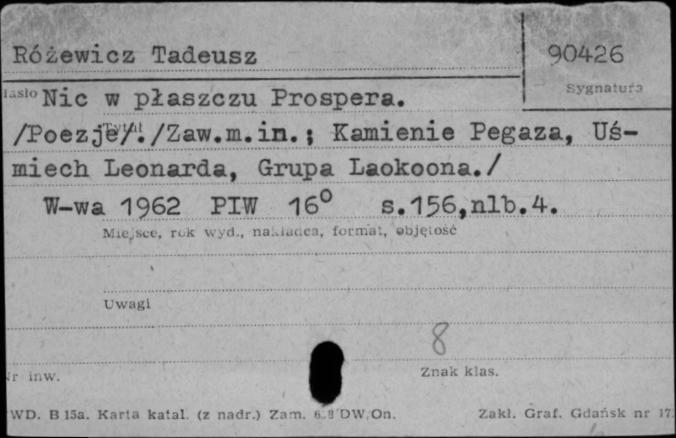 Różewicz Tadeusz
90426
Sygnatura
Hasło Nic w płaszczu Prospera.
/Poezje/./Zaw.m.in.; Kamienie Pegaza, Uś-
miech Leonarda, Grupa Laokoona./
W-wa 1962 PIW 16° s.156,nlb.4.
Miejsce, rok wyd., nakładca, format, objętość
Uwagi
8
Nr inw.
Znak klas.
WD. B 15a. Karta katal. (z nadr.) Zam. DW.On.
Zakł. Graf. Gdańsk nr 17